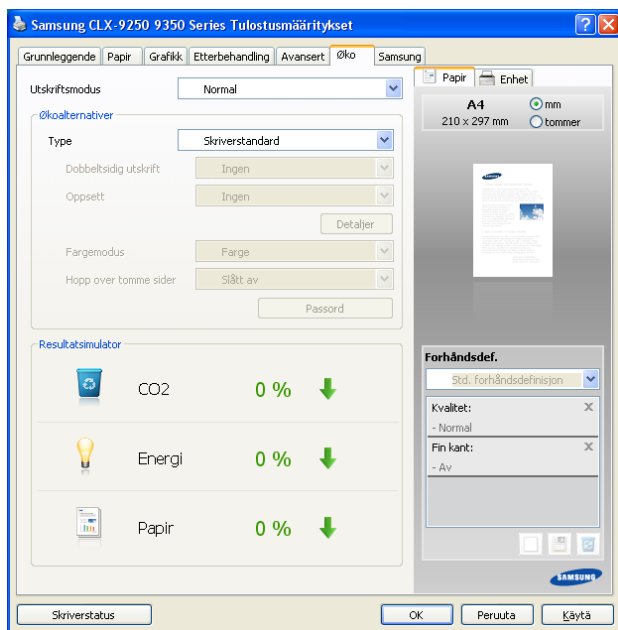 Samsung CLX-9250 9350 Series Tulostusmääritykset
Grunnleggende Papir Grafikk Etterbehandling Avansert Øko Samsung
Utskriftsmodus Normal
Økoalternativer
Type Skriverstandard
Dobbeltsidig utskrift Ingen
Oppsett Ingen
Detaljer
Fargemodus Farge
Hopp over tomme sider Slått av
Passord
Resultatsimulator
CO2 0 %
Energi 0 %
Papir 0 %
Papir Enhet
A4 mm
210 x 297 mm tommer
Forhåndsdef.
Std. forhåndsdefinisjon
Kvalitet: X
- Normal
Fin kant: X
- Av
SAMSUNG
Skriverstatus OK Peruuta Käytä